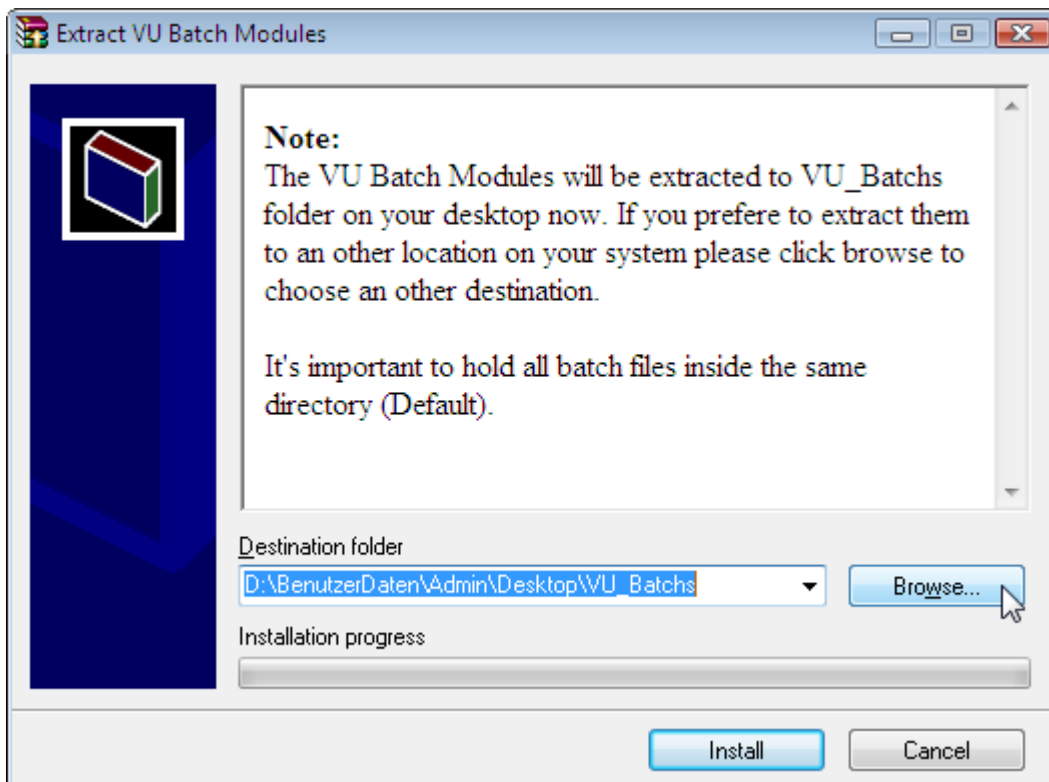 Extract VU Batch Modules
Note:
The VU Batch Modules will be extracted to VU_Batchs
folder on your desktop now. If you prefere to extract them
to an other location on your system please click browse to
choose an other destination.
It's important to hold all batch files inside the same
directory (Default).
Destination folder
D:\BenutzerDaten\Admin\Desktop\VU_Batchs
Browse...
Installation progress
Install
Cancel